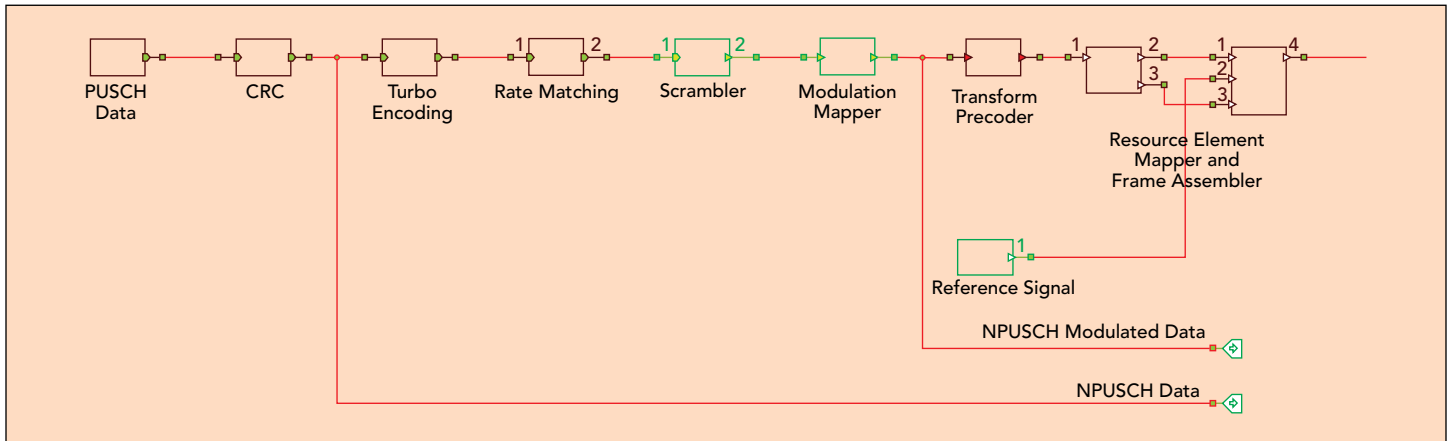 1 2 1 2 1 2 1 4
3 2
3
PUSCH
Data
CRC
Turbo
Encoding
Rate Matching
Scrambler
Modulation
Mapper
Transform
Precoder
Resource Element
Mapper and
Frame Assembler
1
Reference Signal
NPUSCH Modulated Data
NPUSCH Data